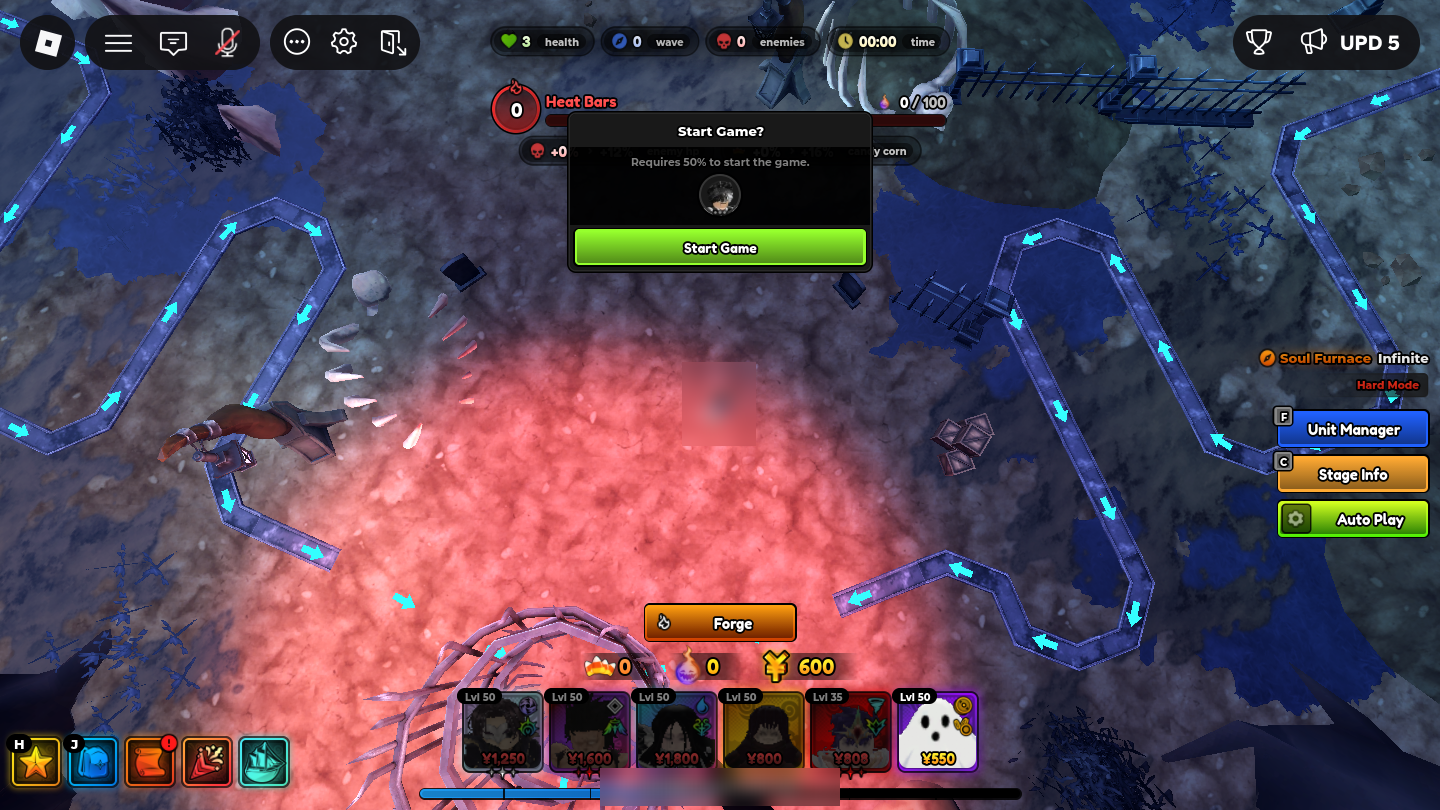 3 health
0 wave
0 enemies
00:00 time
UPD 5
0
Heat Bars
0 / 100
+0
corn
Start Game?
Requires 50% to start the game.
Start Game
Soul Furnace Infinite
Hard Mode
F
Unit Manager
C
Stage Info
Auto Play
Forge
0
0
600
Lvl 50
Lvl 50
Lvl 50
Lvl 50
Lvl 35
Lvl 50
¥1,250
¥1,600
¥1,800
¥800
¥808
¥550
H
J
!